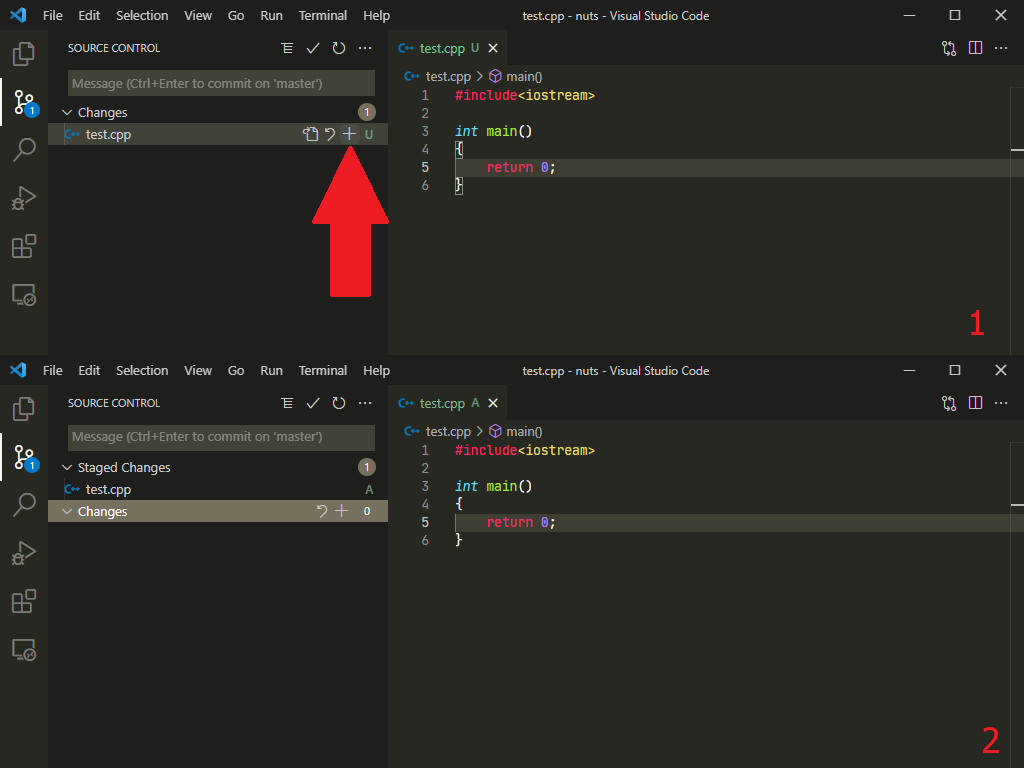 File Edit Selection View Go Run Terminal Help test.cpp - nuts - Visual Studio Code
SOURCE CONTROL
test.cpp U
Message (Ctrl+Enter to commit on 'master')
test.cpp > main()
Changes 1
test.cpp U
1
1 #include<iostream>
2
3 int main()
4 {
5 return 0;
6 }
1
File Edit Selection View Go Run Terminal Help test.cpp - nuts - Visual Studio Code
SOURCE CONTROL
test.cpp A
Message (Ctrl+Enter to commit on 'master')
test.cpp > main()
Staged Changes 1
test.cpp A
Changes 0
1
1 #include<iostream>
2
3 int main()
4 {
5 return 0;
6 }
2